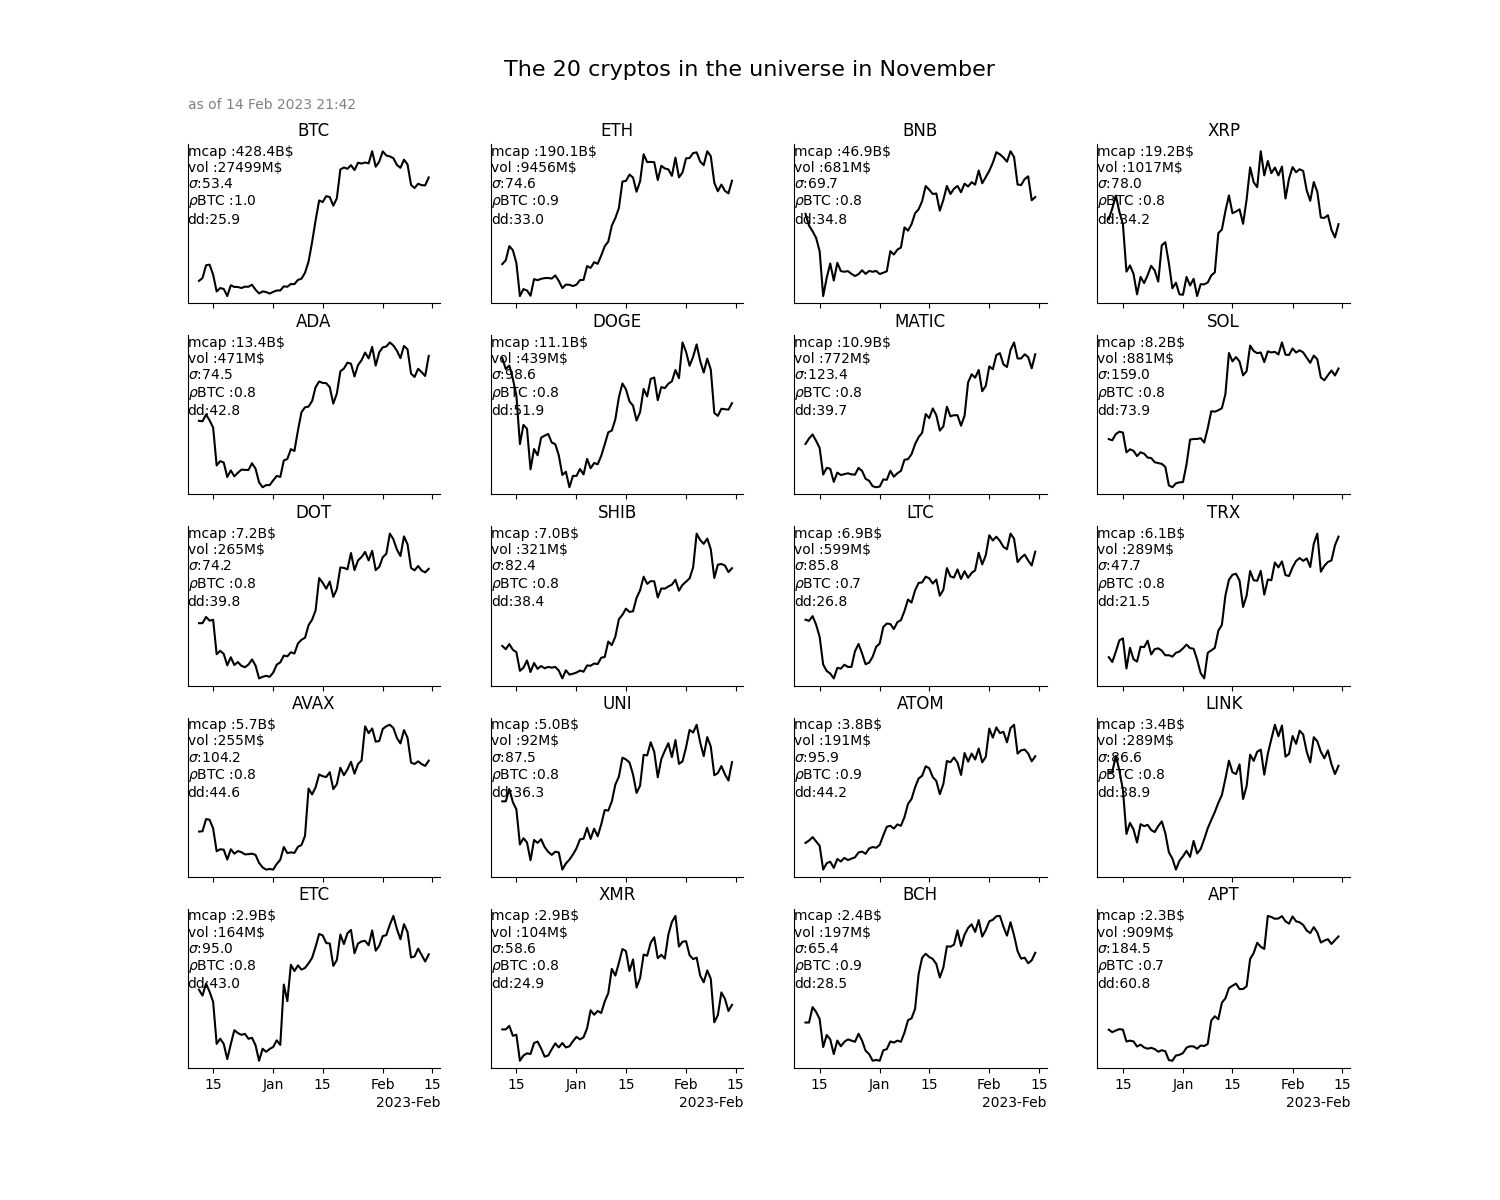 The 20 cryptos in the universe in November
as of 14 Feb 2023 21:42
BTC
mcap :428.4B$
vol :27499M$
σ:53.4
ρBTC :1.0
dd:25.9
ETH
mcap :190.1B$
vol :9456M$
σ:74.6
ρBTC :0.9
dd:33.0
BNB
mcap :46.9B$
vol :681M$
σ:69.7
ρBTC :0.8
dd:34.8
XRP
mcap :19.2B$
vol :1017M$
σ:78.0
ρBTC :0.8
dd:34.2
ADA
mcap :13.4B$
vol :471M$
σ:74.5
ρBTC :0.8
dd:42.8
DOGE
mcap :11.1B$
vol :439M$
σ:98.6
ρBTC :0.8
dd:51.9
MATIC
mcap :10.9B$
vol :772M$
σ:123.4
ρBTC :0.8
dd:39.7
SOL
mcap :8.2B$
vol :881M$
σ:159.0
ρBTC :0.8
dd:73.9
DOT
mcap :7.2B$
vol :265M$
σ:74.2
ρBTC :0.8
dd:39.8
SHIB
mcap :7.0B$
vol :321M$
σ:82.4
ρBTC :0.8
dd:38.4
LTC
mcap :6.9B$
vol :599M$
σ:85.8
ρBTC :0.7
dd:26.8
TRX
mcap :6.1B$
vol :289M$
σ:47.7
ρBTC :0.8
dd:21.5
AVAX
mcap :5.7B$
vol :255M$
σ:104.2
ρBTC :0.8
dd:44.6
UNI
mcap :5.0B$
vol :92M$
σ:87.5
ρBTC :0.8
dd:36.3
ATOM
mcap :3.8B$
vol :191M$
σ:95.9
ρBTC :0.9
dd:44.2
LINK
mcap :3.4B$
vol :289M$
σ:86.6
ρBTC :0.8
dd:38.9
ETC
mcap :2.9B$
vol :164M$
σ:95.0
ρBTC :0.8
dd:43.0
XMR
mcap :2.9B$
vol :104M$
σ:58.6
ρBTC :0.8
dd:24.9
BCH
mcap :2.4B$
vol :197M$
σ:65.4
ρBTC :0.9
dd:28.5
APT
mcap :2.3B$
vol :909M$
σ:184.5
ρBTC :0.7
dd:60.8
15 Jan 15 Feb 15
2023-Feb
15 Jan 15 Feb 15
2023-Feb
15 Jan 15 Feb 15
2023-Feb
15 Jan 15 Feb 15
2023-Feb